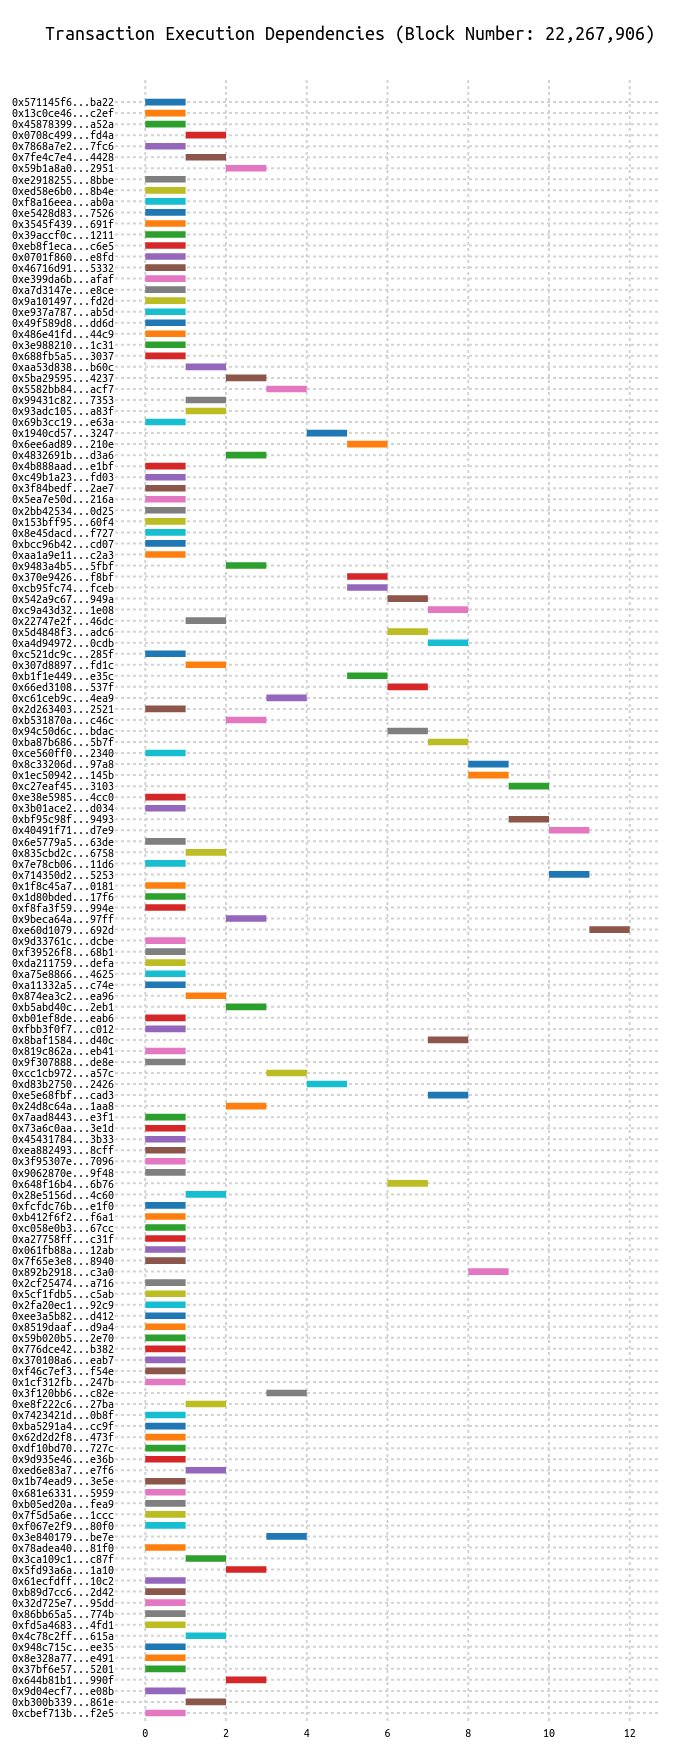 Transaction Execution Dependencies (Block Number: 22,267,906)
0x571145f6...ba22
0x13c0ce46...c2ef
0x45878399...a52a
0x0708c499...fd4a
0x7868a7e2...7fc6
0x7fe4c7e4...4428
0x59b1a8a0...2951
0xe2918255...8bbe
0xed58e6b0...8b4e
0xf8a16eea...ab0a
0xe5428d83...7526
0x3545f439...691f
0x39accf0c...1211
0xeb8f1eca...c6e5
0x0701f860...e8fd
0x46716d91...5332
0xe399da6b...afaf
0xa7d3147e...e8ce
0x9a101497...fd2d
0xe937a787...ab5d
0x49f589d8...dd6d
0x486e41fd...44c9
0x3e988210...1c31
0x688fb5a5...3037
0xaa53d838...b60c
0x5ba29595...4237
0x5582bb84...acf7
0x99431c82...7353
0x93adc105...a83f
0x69b3cc19...e63a
0x1940cd57...3247
0x6ee6ad89...210e
0x4832691b...d3a6
0x4b888aad...e1bf
0xc49b1a23...fd03
0x3f84bedf...2ae7
0x5ea7e50d...216a
0x2bb42534...0d25
0x153bff95...60f4
0x8e45dacd...f727
0xbcc96b42...cd07
0xaa1a9e11...c2a3
0x9483a4b5...5fbf
0x370e9426...f8bf
0xcb95fc74...fceb
0x542a9c67...949a
0xc9a43d32...1e08
0x22747e2f...46dc
0x5d4848f3...adc6
0xa4d94972...0cdb
0xc521dc9c...285f
0x307d8897...fd1c
0xb1f1e449...e35c
0x66ed3108...537f
0xc61ceb9c...4ea9
0x2d263403...2521
0xb531870a...c46c
0x94c50d6c...bdac
0xba87b686...5b7f
0xce560ff0...2340
0x8c33206d...97a8
0x1ec50942...145b
0xc27eaf45...3103
0xe38e5985...4cc0
0x3b01ace2...d034
0xbf95c98f...9493
0x40491f71...d7e9
0x6e5779a5...63de
0x835cbd2c...6758
0x7e78cb06...11d6
0x714350d2...5253
0x1f8c45a7...0181
0x1d80bded...17f6
0xf8fa3f59...994e
0x9beca64a...97ff
0xe60d1079...692d
0x9d33761c...dcbe
0xf39526f8...68b1
0xda211759...defa
0xa75e8866...4625
0xa11332a5...c74e
0x874ea3c2...ea96
0xb5abd40c...2eb1
0xb01ef8de...eab6
0xfbb3f0f7...c012
0x8baf1584...d40c
0x819c862a...eb41
0x9f307888...de8e
0xcc1cb972...a57c
0xd83b2750...2426
0xe5e68fbf...cad3
0x24d8c64a...1aa8
0x7aad8443...e3f1
0x73a6c0aa...3e1d
0x45431784...3b33
0xea882493...8cff
0x3f95307e...7096
0x9062870e...9f48
0x648f16b4...6b76
0x28e5156d...4c60
0xfcfdc76b...e1f0
0xb412f6f2...f6a1
0xc058e0b3...67cc
0xa27758ff...c31f
0x061fb88a...12ab
0x7f65e3e8...8940
0x892b2918...c3a0
0x2cf25474...a716
0x5cf1fdb5...c5ab
0x2fa20ec1...92c9
0xee3a5b82...d412
0x8519daaf...d9a4
0x59b020b5...2e70
0x776dce42...b382
0x370108a6...eab7
0xf46c7ef3...f54e
0x1cf312fb...247b
0x3f120bb6...c82e
0xe8f222c6...27ba
0x7423421d...0b8f
0xba5291a4...cc9f
0x62d2d2f8...473f
0xdf10bd70...727c
0x9d935e46...e36b
0xed6e83a7...e7f6
0x1b74ead9...3e5e
0x681e6331...5959
0xb05ed20a...fea9
0x7f5d5a6e...1ccc
0xf067e2f9...80f0
0x3e840179...be7e
0x78adea40...81f0
0x3ca109c1...c87f
0x5fd93a6a...1a10
0x61ecfdff...10c2
0xb89d7cc6...2d42
0x32d725e7...95dd
0x86bb65a5...774b
0xfd5a4683...4fd1
0x4c78c2ff...615a
0x948c715c...ee35
0x8e328a77...e491
0x37bf6e57...5201
0x644b81b1...990f
0x9d04ecf7...e08b
0xb300b339...861e
0xcbef713b...f2e5
0 2 4 6 8 10 12